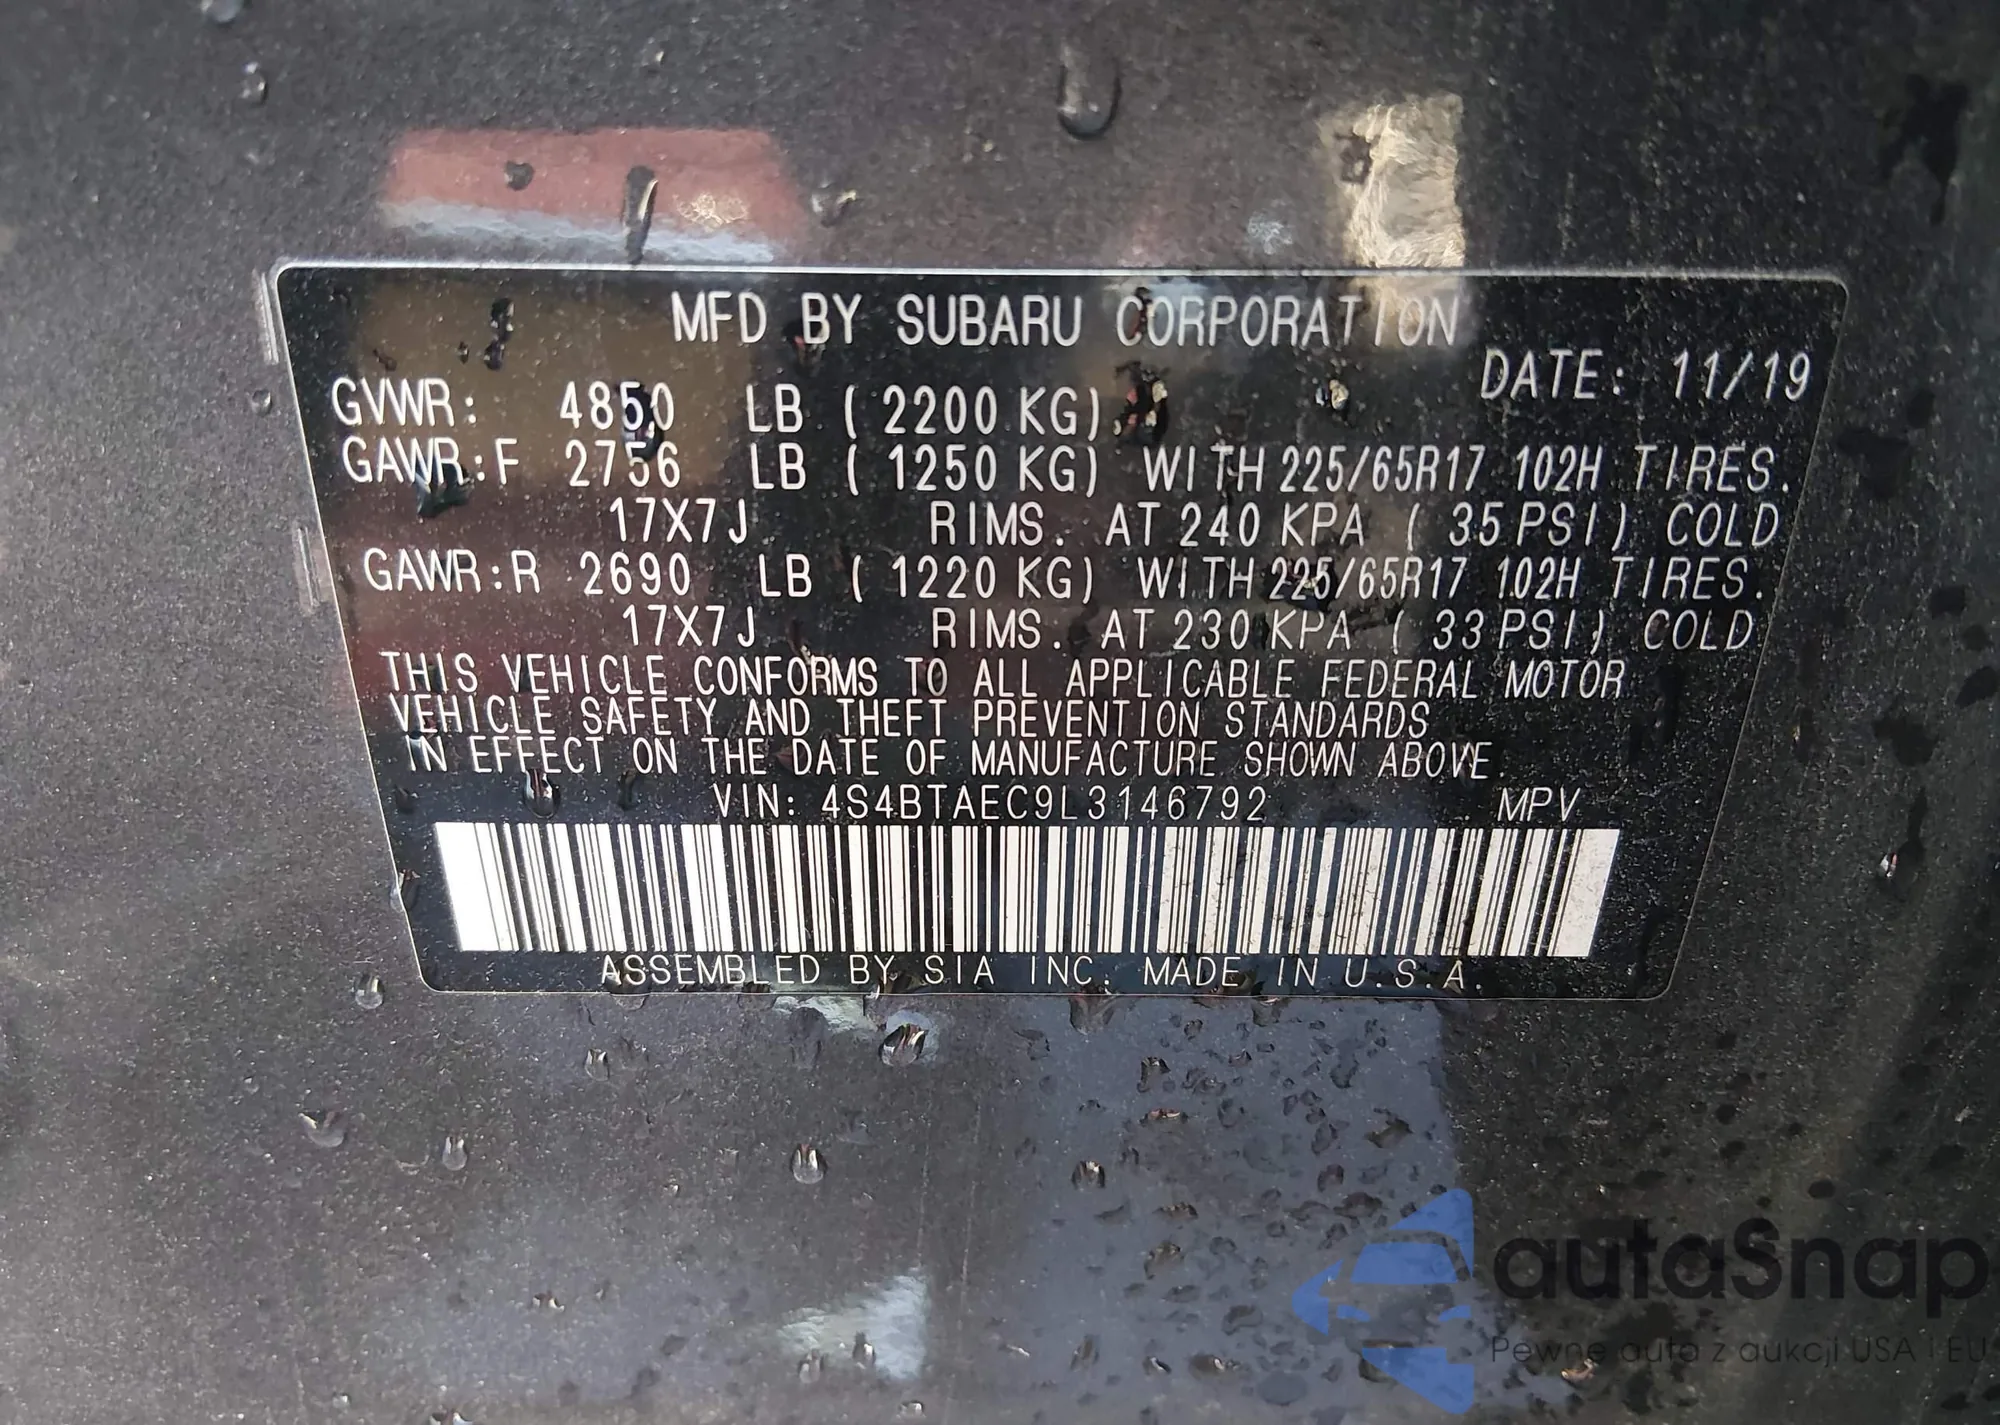 MFD BY SUBARU CORPORATION
DATE: 11/19
GVWR: 4850 LB ( 2200 KG)
GAWR:F 2756 LB ( 1250 KG) WITH 225/65R17 102H TIRES.
17X7J RIMS. AT 240 KPA ( 35 PSI) COLD
GAWR:R 2690 LB ( 1220 KG) WITH 225/65R17 102H TIRES.
17X7J RIMS. AT 230 KPA ( 33 PSI) COLD
THIS VEHICLE CONFORMS TO ALL APPLICABLE FEDERAL MOTOR
VEHICLE SAFETY AND THEFT PREVENTION STANDARDS
IN EFFECT ON THE DATE OF MANUFACTURE SHOWN ABOVE.
VIN: 4S4BTAEC9L3146792 MPV
ASSEMBLED BY SIA INC. MADE IN U.S.A.
autaSnap
Pewne auta z aukcji USA i EU